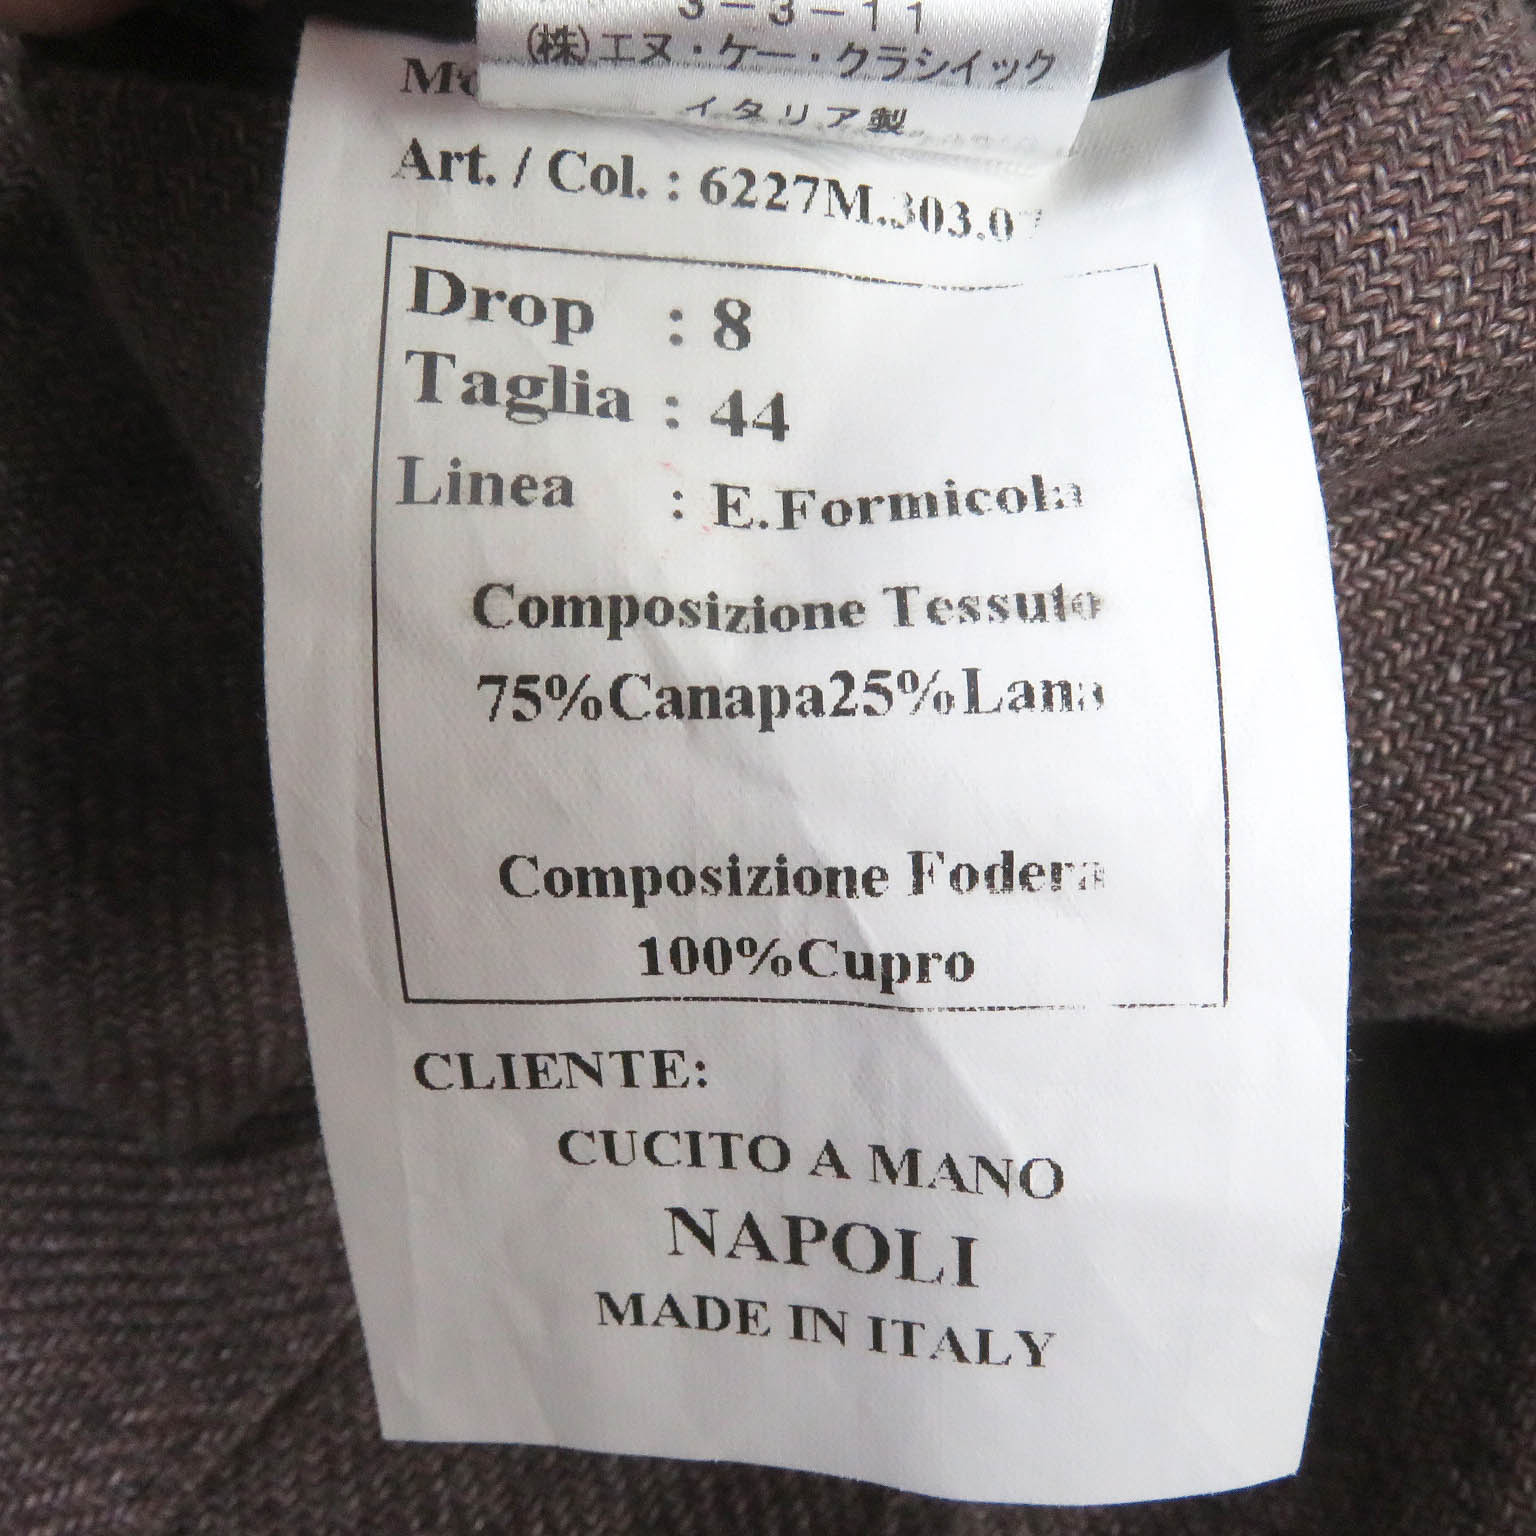 3-3-11
(株)エヌ・ケー・クラシイック
イタリア製
Art. / Col. : 6227M.303.07
Drop : 8
Taglia : 44
Linea : E.Formicola
Composizione Tessuto
75%Canapa25%Lana
Composizione Fodera
100%Cupro
CLIENTE:
CUCITO A MANO
NAPOLI
MADE IN ITALY